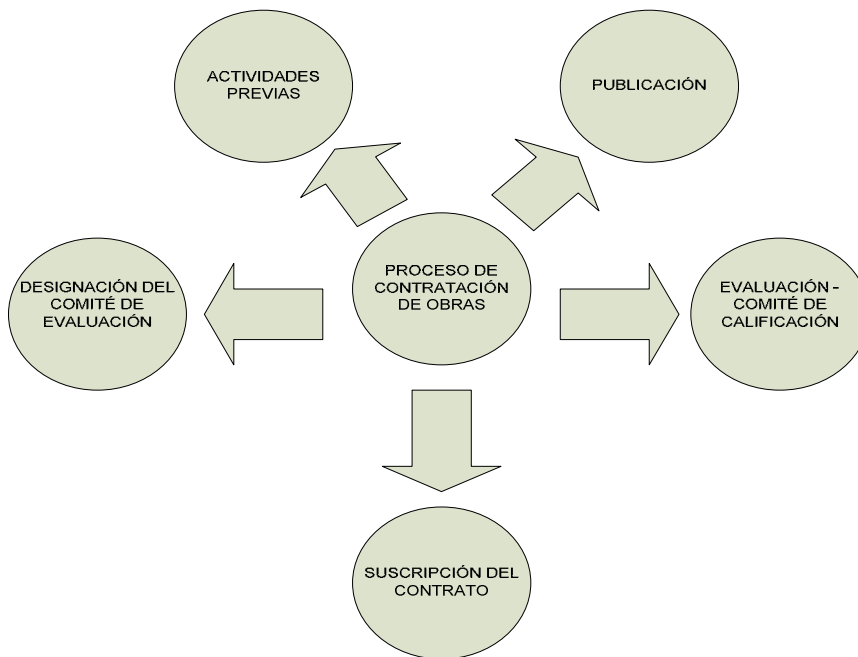 ACTIVIDADES
PREVIAS
PUBLICACIÓN
DESIGNACIÓN DEL
COMITÉ DE
EVALUACIÓN
PROCESO DE
CONTRATACIÓN
DE OBRAS
EVALUACIÓN -
COMITÉ DE
CALIFICACIÓN
SUSCRIPCIÓN DEL
CONTRATO